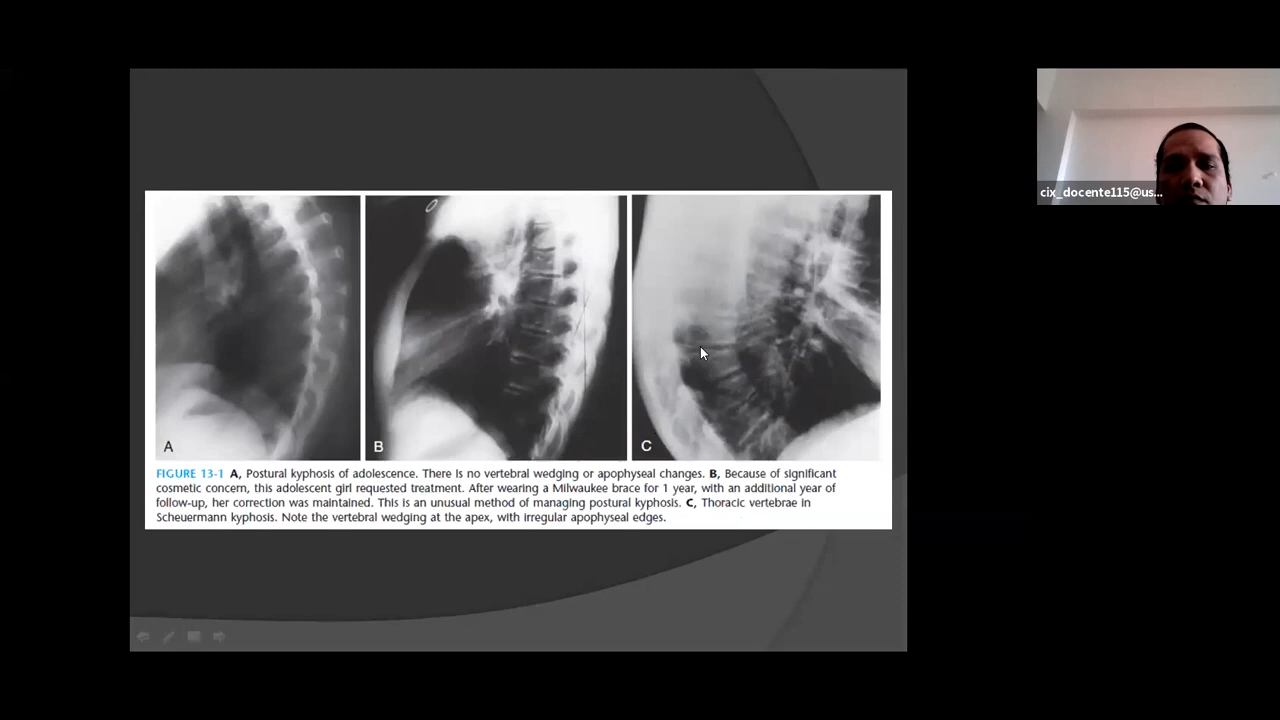 cix_docente115@us...
A
B
C
FIGURE 13-1 A, Postural kyphosis of adolescence. There is no vertebral wedging or apophyseal changes. B, Because of significant
cosmetic concern, this adolescent girl requested treatment. After wearing a Milwaukee brace for 1 year, with an additional year of
follow-up, her correction was maintained. This is an unusual method of managing postural kyphosis. C, Thoracic vertebrae in
Scheuermann kyphosis. Note the vertebral wedging at the apex, with irregular apophyseal edges.